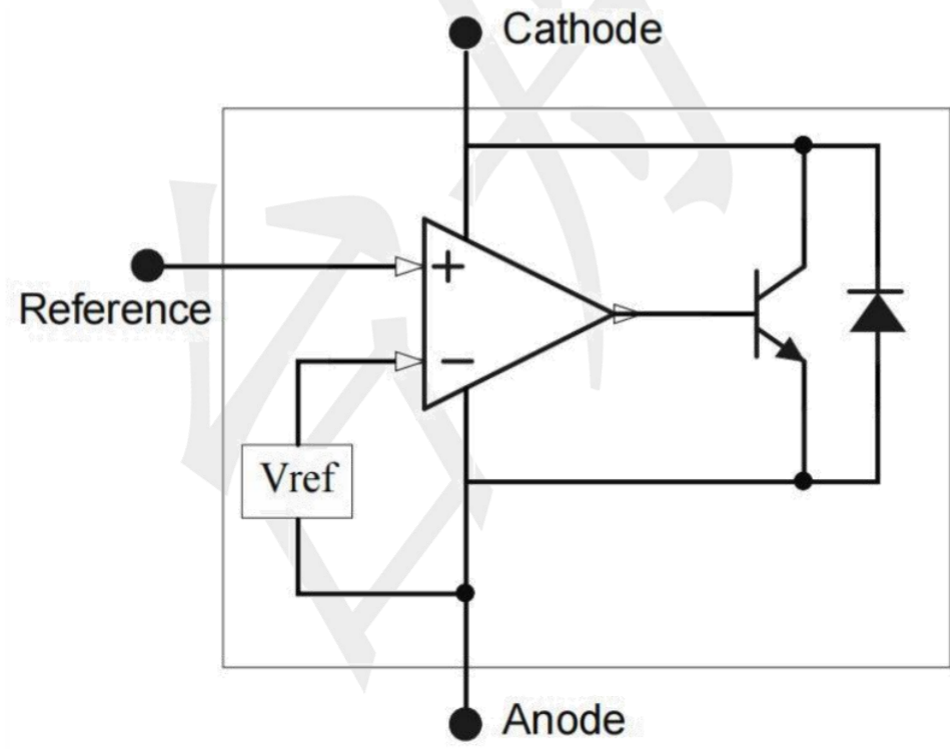 Cathode
+
Reference
−
Vref
Anode